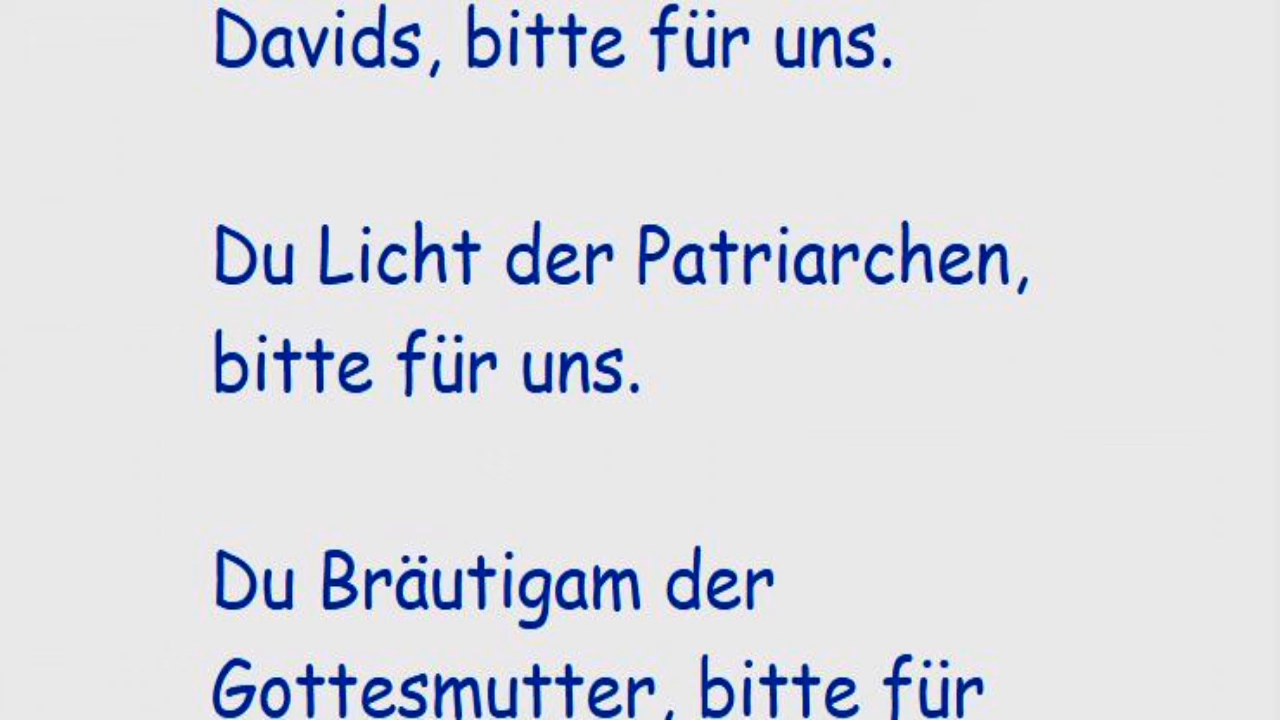 Davids, bitte für uns.
Du Licht der Patriarchen,
bitte für uns.
Du Bräutigam der
Gottesmutter, bitte für